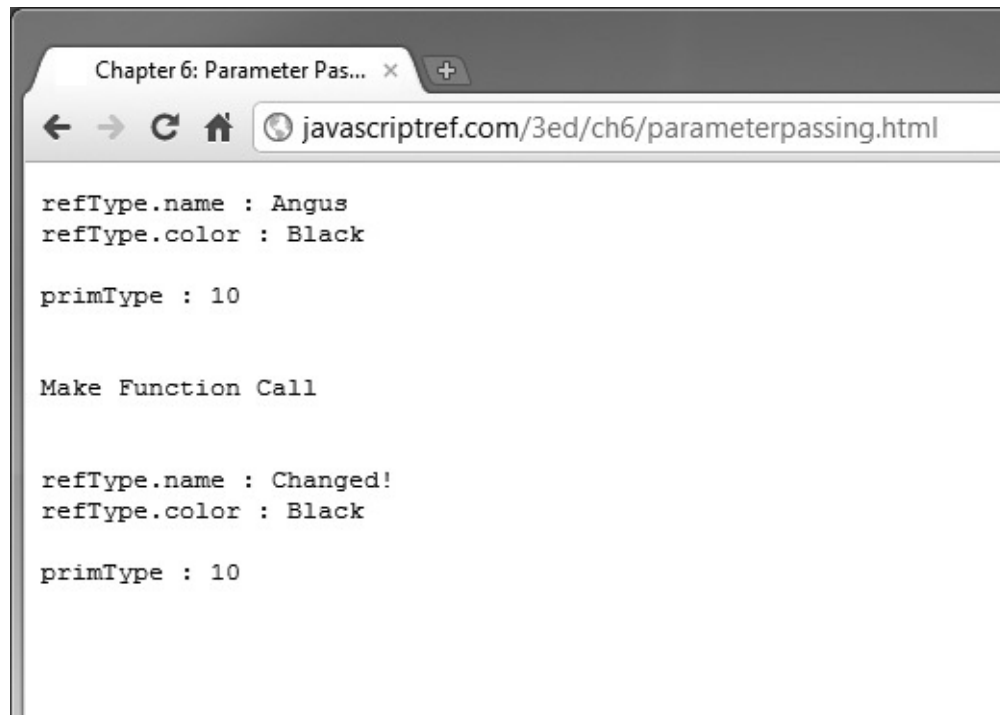 Chapter 6: Parameter Pas...
javascriptref.com/3ed/ch6/parameterpassing.html
refType.name : Angus
refType.color : Black
primType : 10
Make Function Call
refType.name : Changed!
refType.color : Black
primType : 10